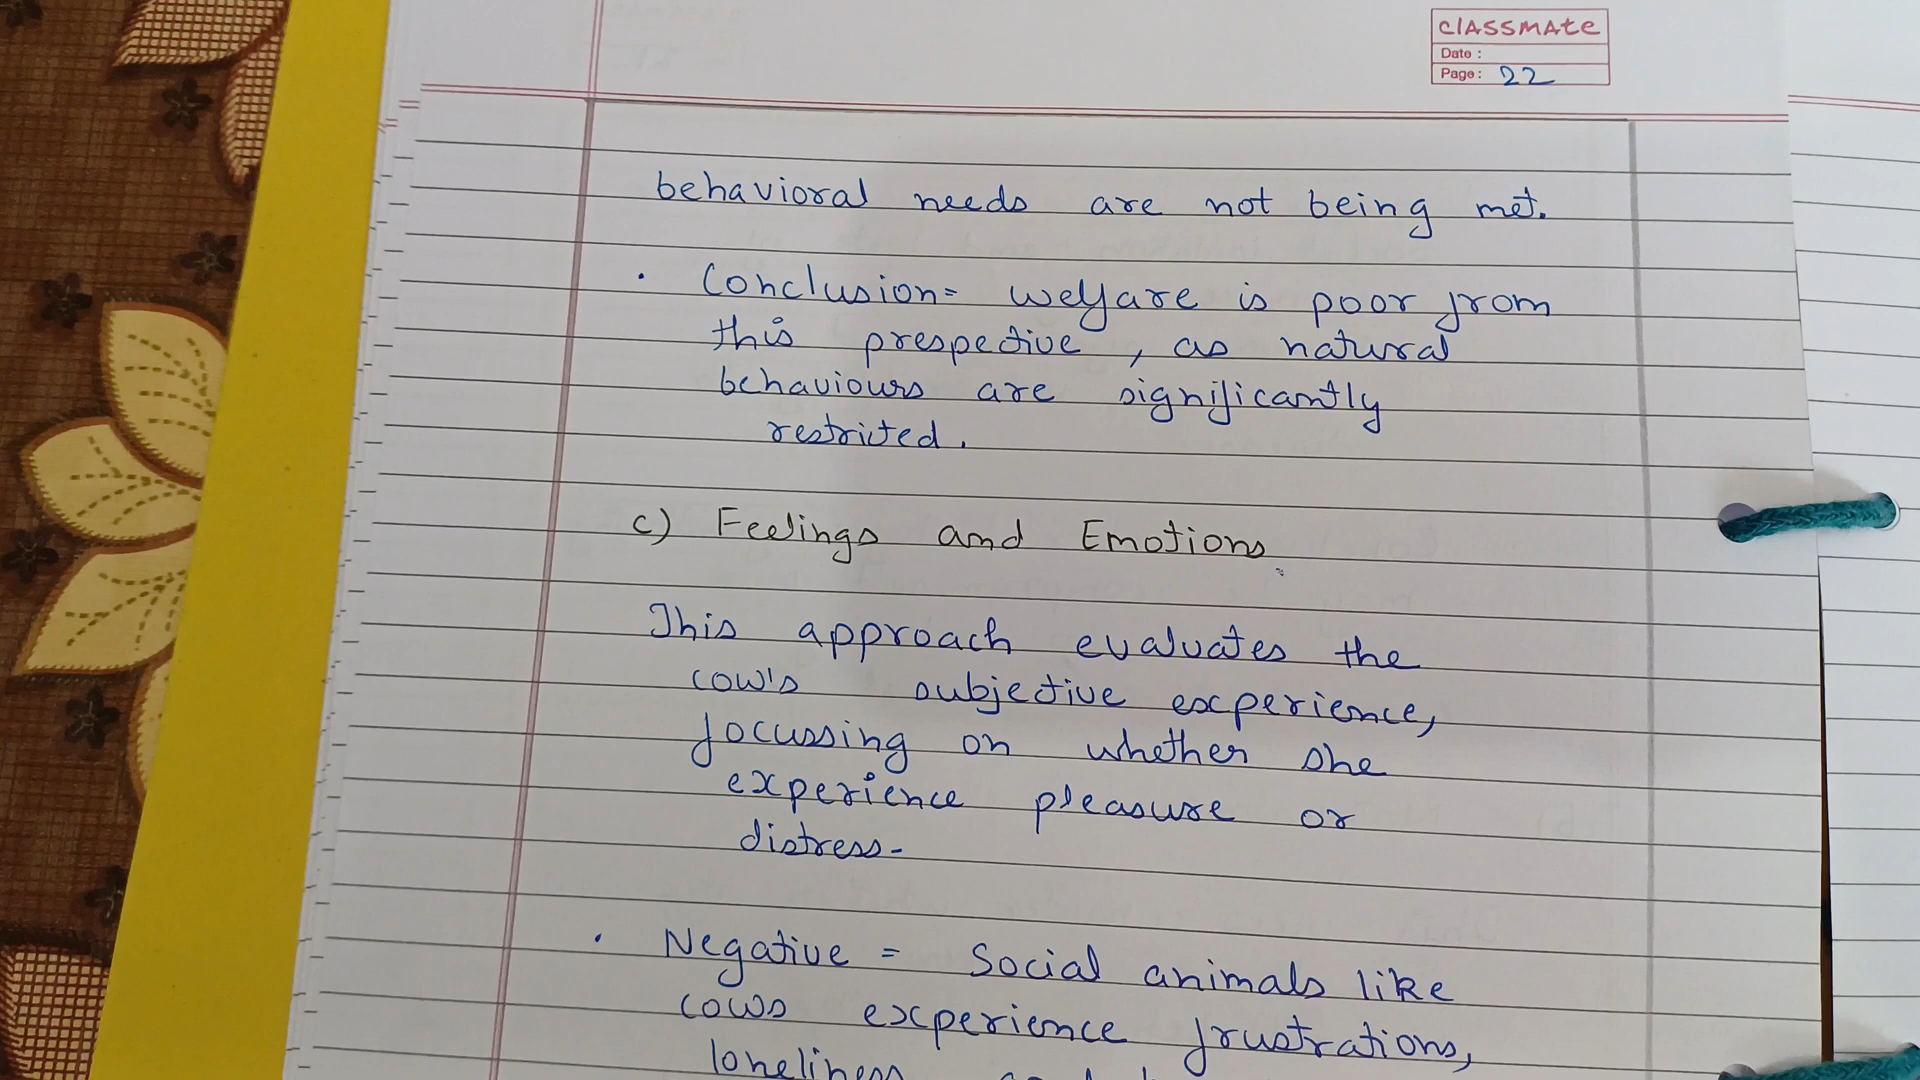 classmate
Date :
Page : 22
behavioral needs are not being met.
• Conclusion= welfare is poor from
this prespective, as natural
behaviours are significantly
restricted.
c) Feelings and Emotions
This approach evaluates the
cow's subjective experience,
focussing on whether she
experience pleasure or
distress-
• Negative = Social animals like
cows experience frustrations,
loneliness